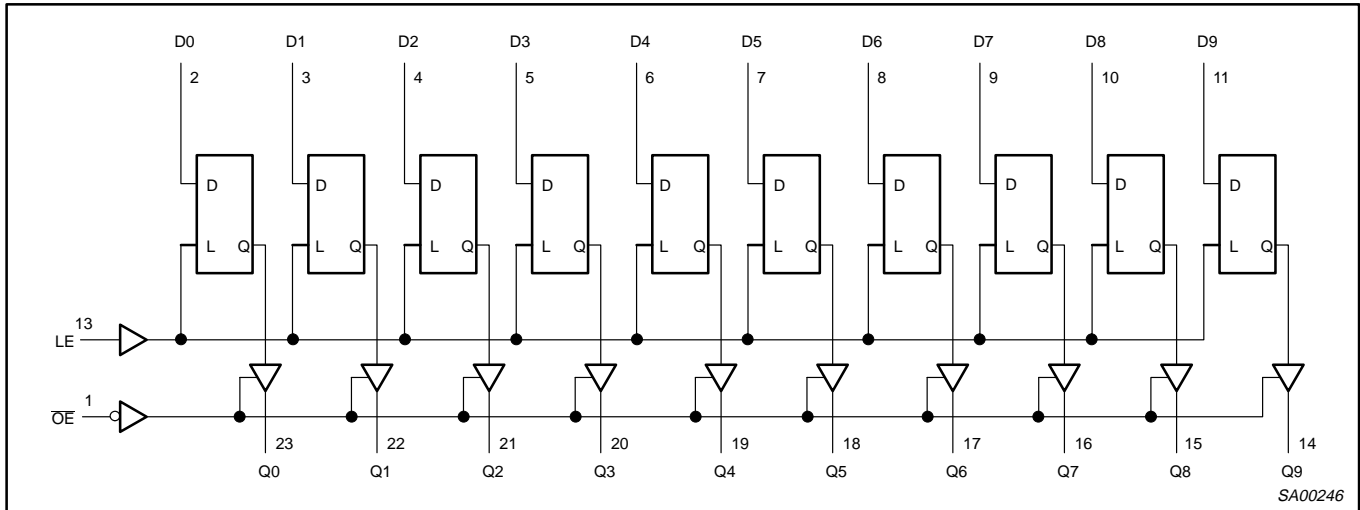 D0 D1 D2 D3 D4 D5 D6 D7 D8 D9
2 3 4 5 6 7 8 9 10 11
D D D D D D D D D D
L Q L Q L Q L Q L Q L Q L Q L Q L Q L Q
13
LE
1
O̅E̅
23 22 21 20 19 18 17 16 15 14
Q0 Q1 Q2 Q3 Q4 Q5 Q6 Q7 Q8 Q9
SA00246